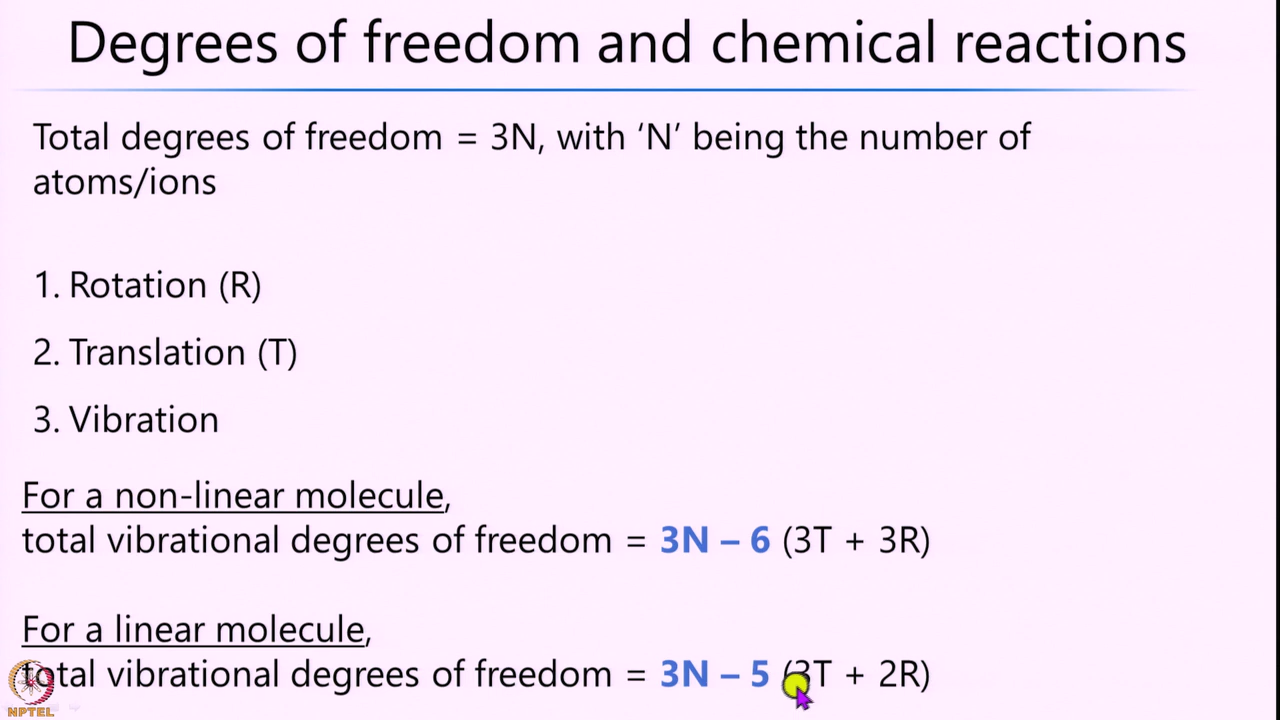 Degrees of freedom and chemical reactions
Total degrees of freedom = 3N, with ‘N’ being the number of
atoms/ions
1. Rotation (R)
2. Translation (T)
3. Vibration
For a non-linear molecule,
total vibrational degrees of freedom = 3N – 6 (3T + 3R)
For a linear molecule,
total vibrational degrees of freedom = 3N – 5 (3T + 2R)
NPTEL